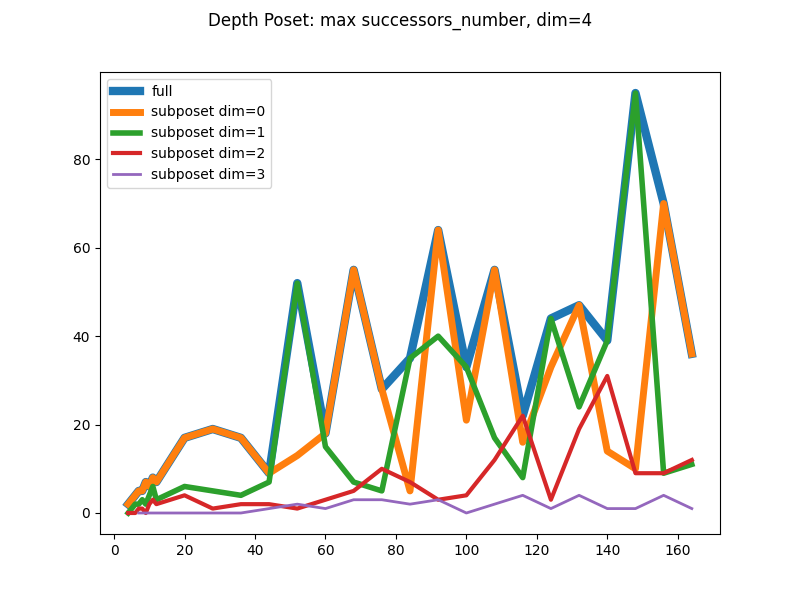 Depth Poset: max successors_number, dim=4
full
subposet dim=0
subposet dim=1
subposet dim=2
subposet dim=3
80
60
40
20
0
0 20 40 60 80 100 120 140 160